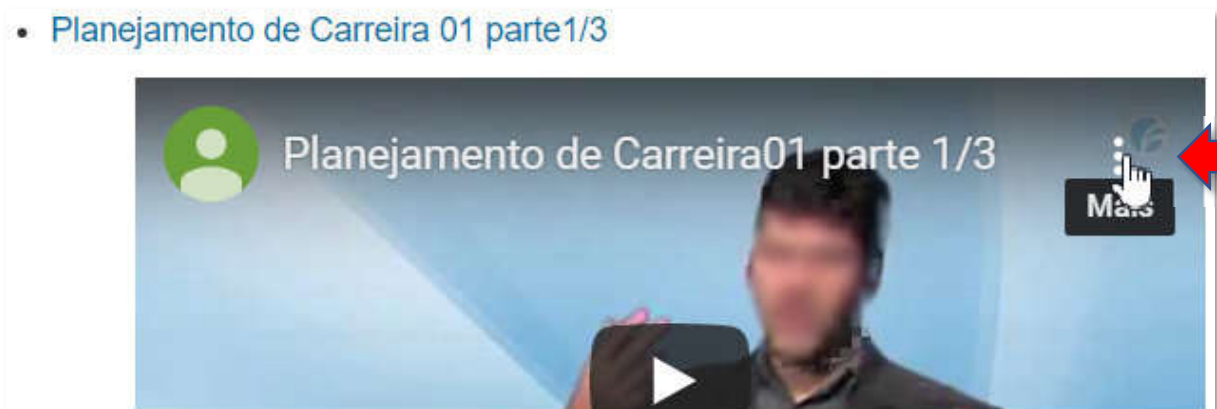 Planejamento de Carreira 01 parte1/3
Planejamento de Carreira01 parte 1/3
Mais